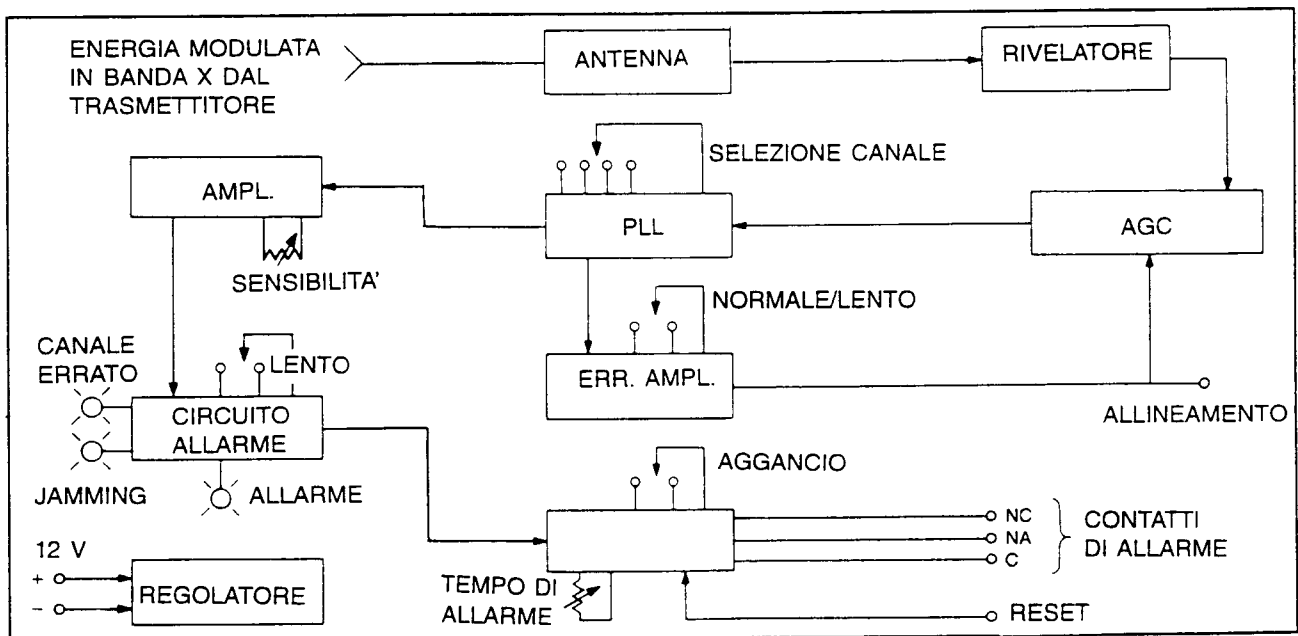 ENERGIA MODULATA
IN BANDA X DAL
TRASMETTITORE
ANTENNA
RIVELATORE
SELEZIONE CANALE
AMPL.
PLL
AGC
SENSIBILITA'
NORMALE/LENTO
CANALE
ERRATO
LENTO
ERR. AMPL.
ALLINEAMENTO
CIRCUITO
ALLARME
JAMMING
ALLARME
AGGANCIO
NC
NA
C
CONTATTI
DI ALLARME
12 V
+
−
REGOLATORE
TEMPO DI
ALLARME
RESET